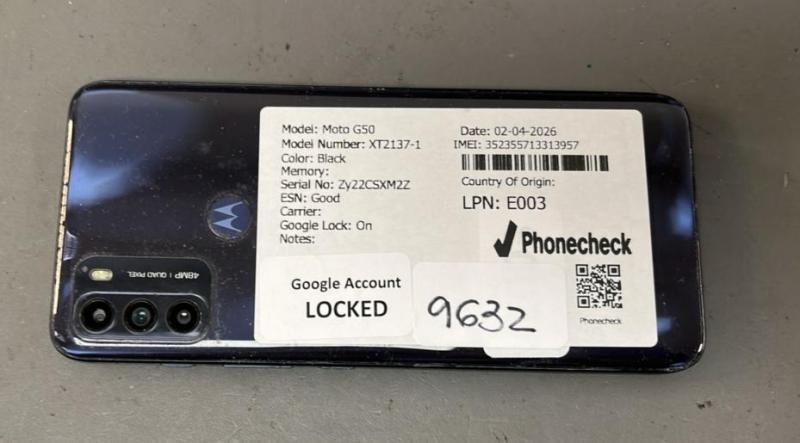 Model: Moto G50
Model Number: XT2137-1
Color: Black
Memory:
Serial No: Zy22CSXM2Z
ESN: Good
Carrier:
Google Lock: On
Notes:
Date: 02-04-2026
IMEI: 352355713313957
Country Of Origin:
LPN: E003
Phonecheck
Phonecheck
Google Account
LOCKED
9632
48MP | QUAD PIXEL